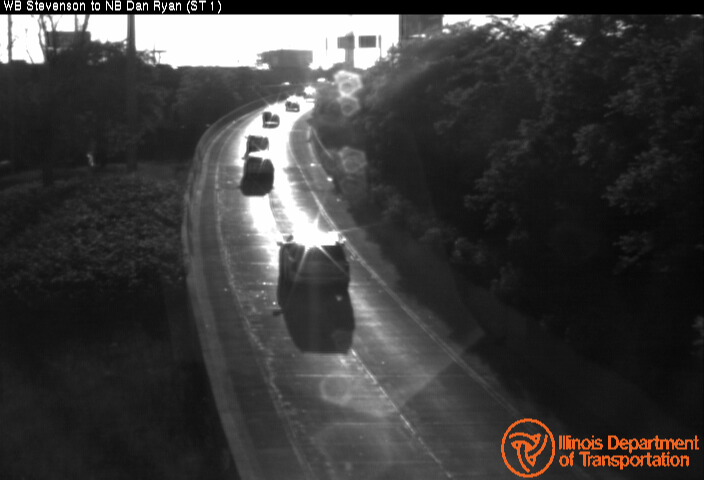 WB Stevenson to NB Dan Ryan (ST 1)
Illinois Department
of Transportation